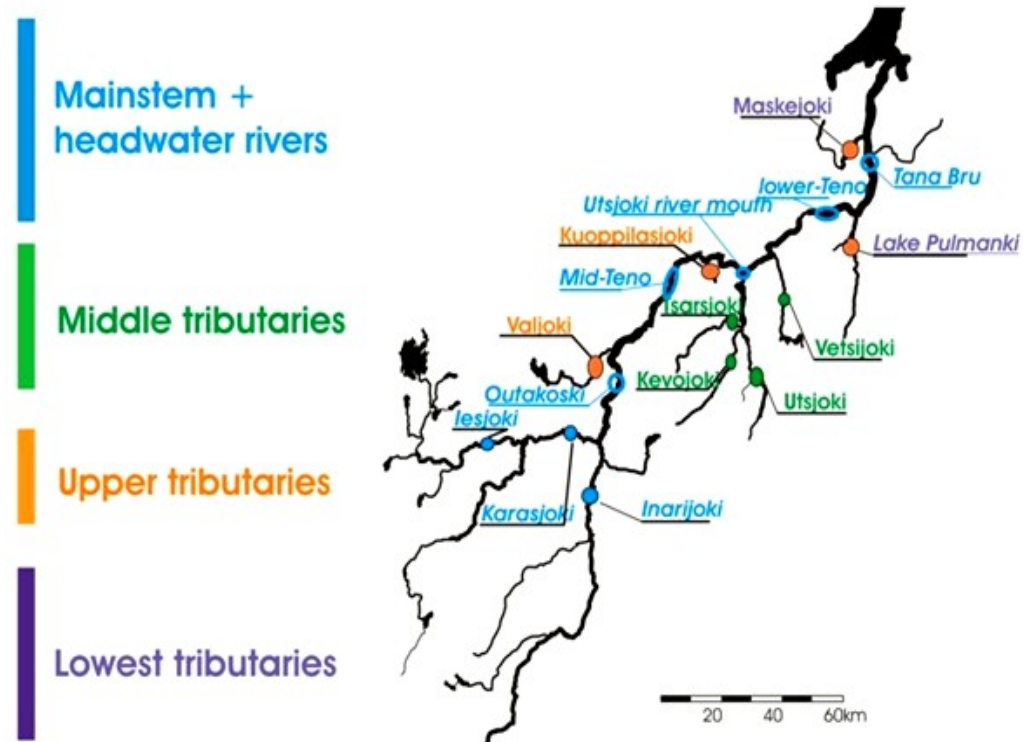 Mainstem +
headwater rivers
Middle tributaries
Upper tributaries
Lowest tributaries
Maskejoki
Tana Bru
lower-Teno
Utsjoki river mouth
Kuoppilasjoki
Lake Pulmanki
Mid-Teno
Tsarsjoki
Valjoki
Vetsijoki
Kevojoki
Outakoski
Utsjoki
Iesjoki
Karasjoki
Inarijoki
20 40 60km